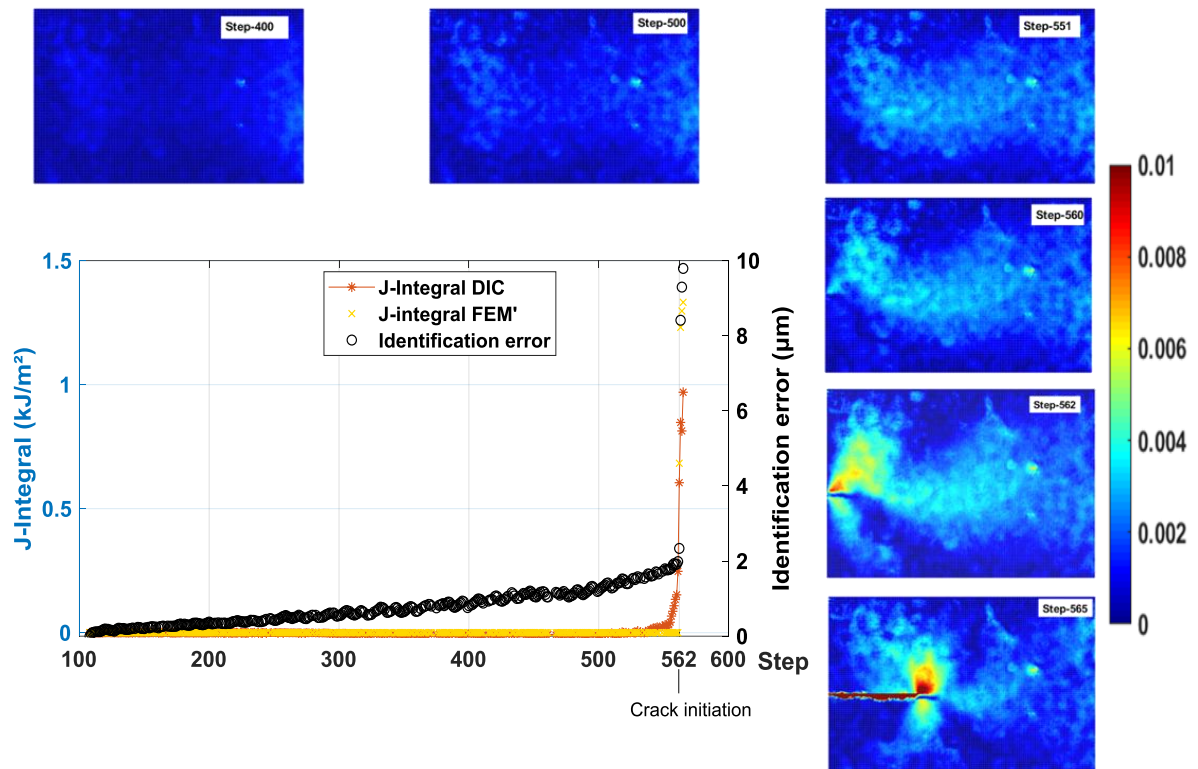 Step-400
Step-500
Step-551
Step-560
Step-562
Step-565
0.01
0.008
0.006
0.004
0.002
0
J-Integral (kJ/m²)
1.5
1
0.5
0
J-Integral DIC
J-integral FEM'
Identification error
10
8
6
4
2
0
Identification error (μm)
100 200 300 400 500 562 600 Step
Crack initiation